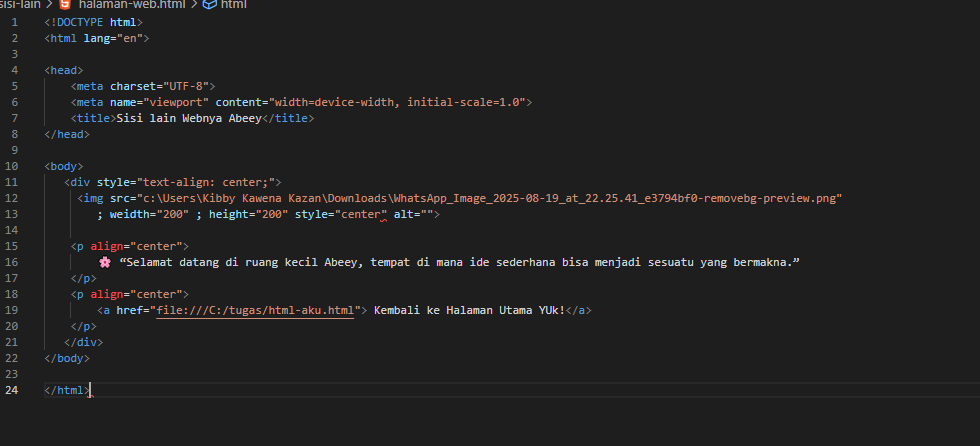 sisi-lain > halaman-web.html > html
1 <!DOCTYPE html>
2 <html lang="en">
3
4 <head>
5 <meta charset="UTF-8">
6 <meta name="viewport" content="width=device-width, initial-scale=1.0">
7 <title>Sisi lain Webnya Abeey</title>
8 </head>
9
10 <body>
11 <div style="text-align: center;">
12 <img src="c:\Users\Kibby Kawena Kazan\Downloads\WhatsApp_Image_2025-08-19_at_22.25.41_e3794bf0-removebg-preview.png"
13 ; weidth="200" ; height="200" style="center" alt="">
14
15 <p align="center">
16 🌸 “Selamat datang di ruang kecil Abeey, tempat di mana ide sederhana bisa menjadi sesuatu yang bermakna.”
17 </p>
18 <p align="center">
19 <a href="file:///C:/tugas/html-aku.html"> Kembali ke Halaman Utama YUk!</a>
20 </p>
21 </div>
22 </body>
23
24 </html>